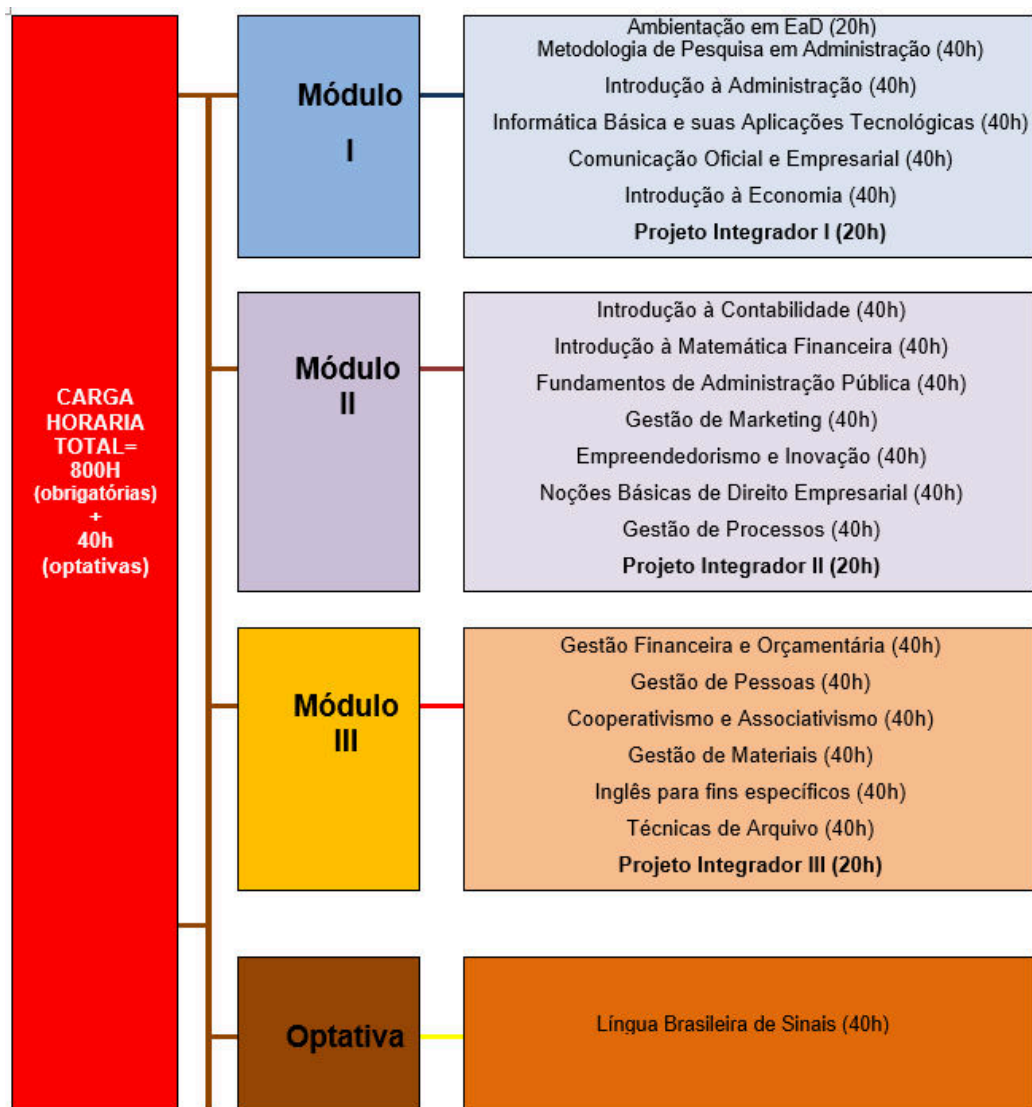 CARGA
HORARIA
TOTAL=
800H
(obrigatórias)
+
40h
(optativas)
Módulo
I
Ambientação em EaD (20h)
Metodologia de Pesquisa em Administração (40h)
Introdução à Administração (40h)
Informática Básica e suas Aplicações Tecnológicas (40h)
Comunicação Oficial e Empresarial (40h)
Introdução à Economia (40h)
Projeto Integrador I (20h)
Módulo
II
Introdução à Contabilidade (40h)
Introdução à Matemática Financeira (40h)
Fundamentos de Administração Pública (40h)
Gestão de Marketing (40h)
Empreendedorismo e Inovação (40h)
Noções Básicas de Direito Empresarial (40h)
Gestão de Processos (40h)
Projeto Integrador II (20h)
Módulo
III
Gestão Financeira e Orçamentária (40h)
Gestão de Pessoas (40h)
Cooperativismo e Associativismo (40h)
Gestão de Materiais (40h)
Inglês para fins específicos (40h)
Técnicas de Arquivo (40h)
Projeto Integrador III (20h)
Optativa
Língua Brasileira de Sinais (40h)